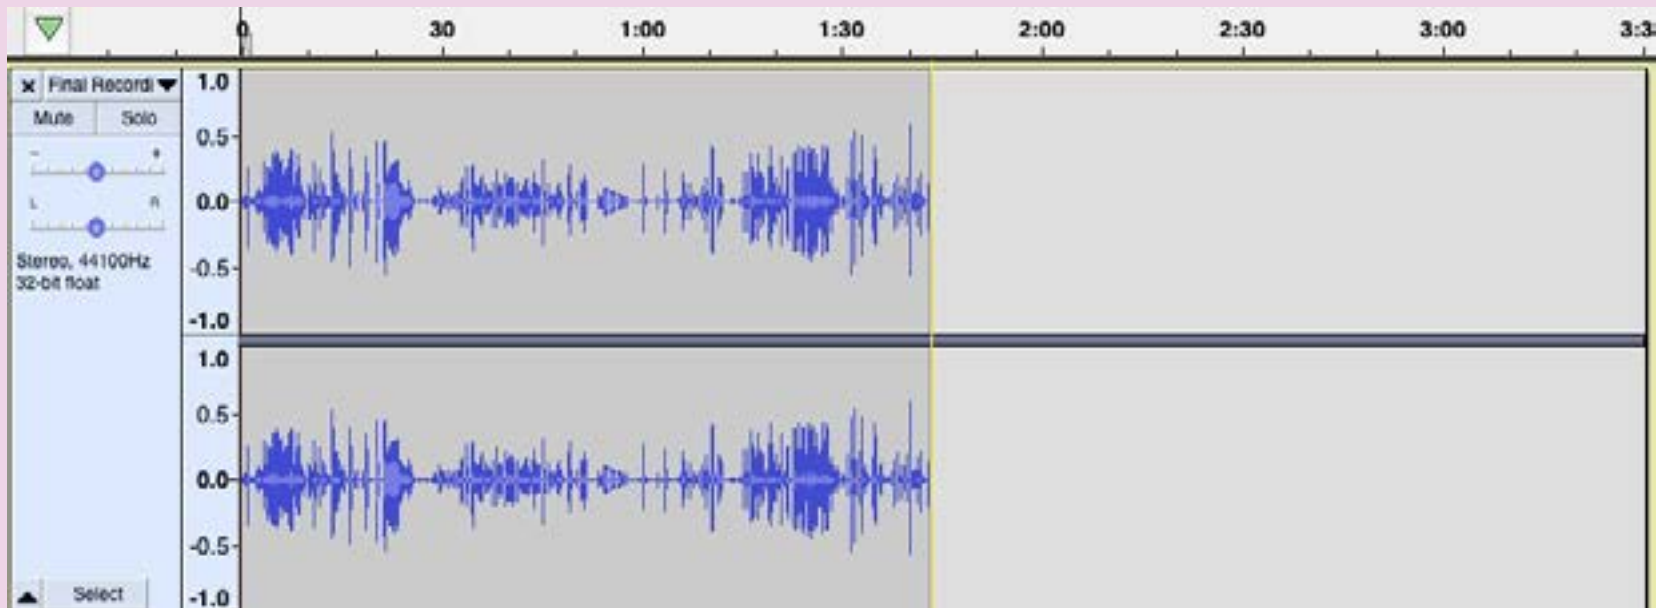 0 30 1:00 1:30 2:00 2:30 3:00 3:3
× Final Recordi
Mute Solo
- +
L R
Stereo, 44100Hz
32-bit float
1.0
0.5
0.0
-0.5
-1.0
1.0
0.5
0.0
-0.5
-1.0
Select